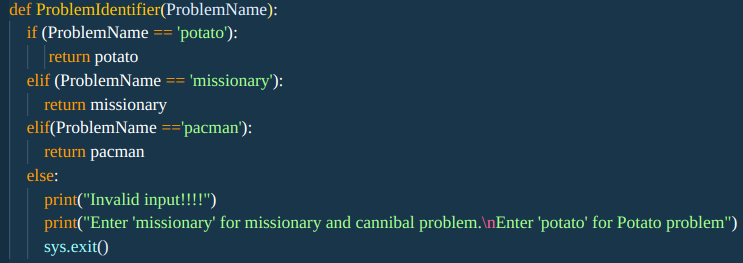 def ProblemIdentifier(ProblemName):
if (ProblemName == 'potato'):
return potato
elif (ProblemName == 'missionary'):
return missionary
elif(ProblemName =='pacman'):
return pacman
else:
print("Invalid input!!!!")
print("Enter 'missionary' for missionary and cannibal problem.\nEnter 'potato' for Potato problem")
sys.exit()